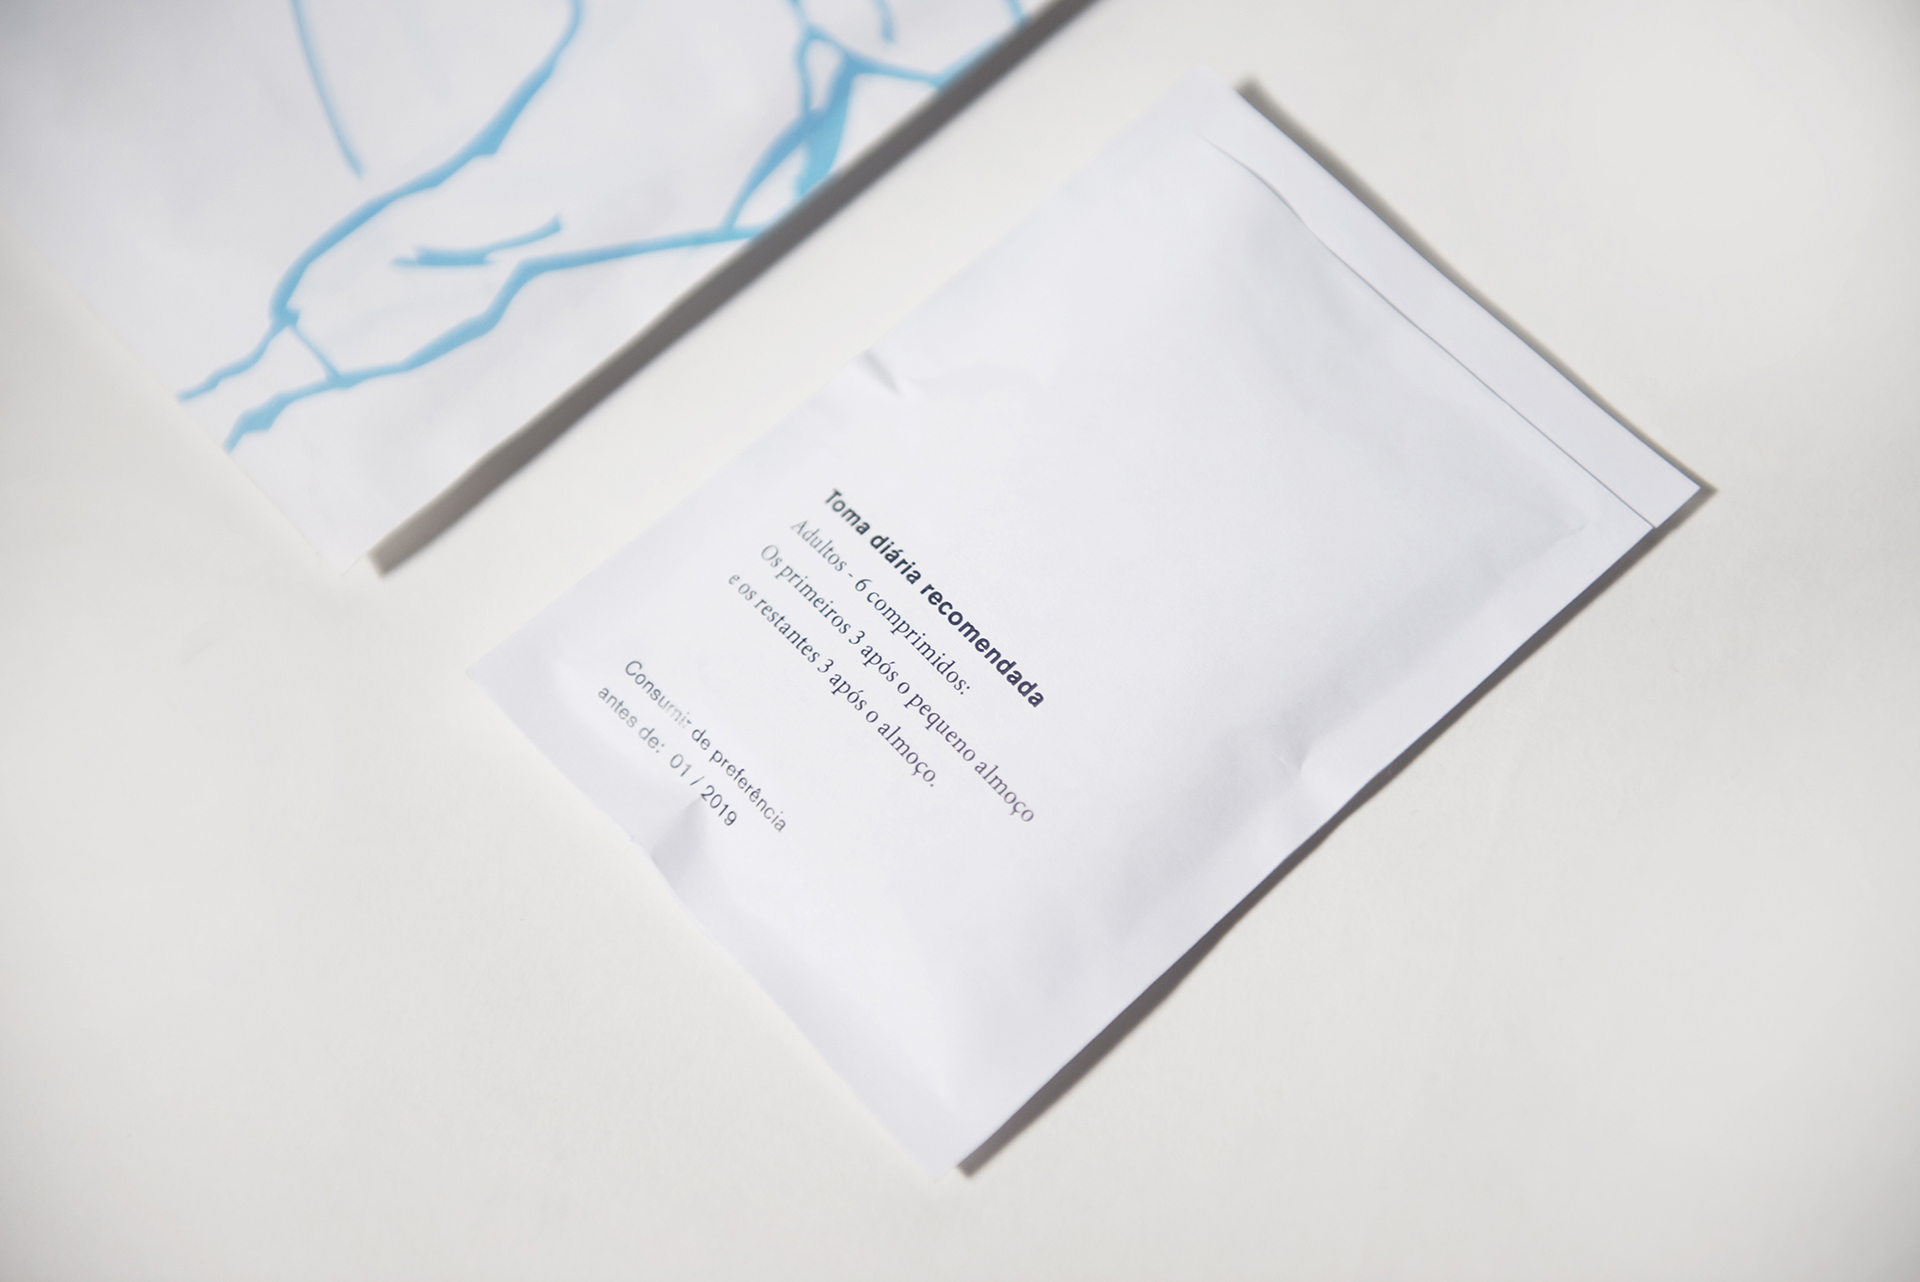 Toma diária recomendada
Adultos - 6 comprimidos:
Os primeiros 3 após o pequeno almoço
e os restantes 3 após o almoço.
Consumir de preferência
antes de: 01 / 2019